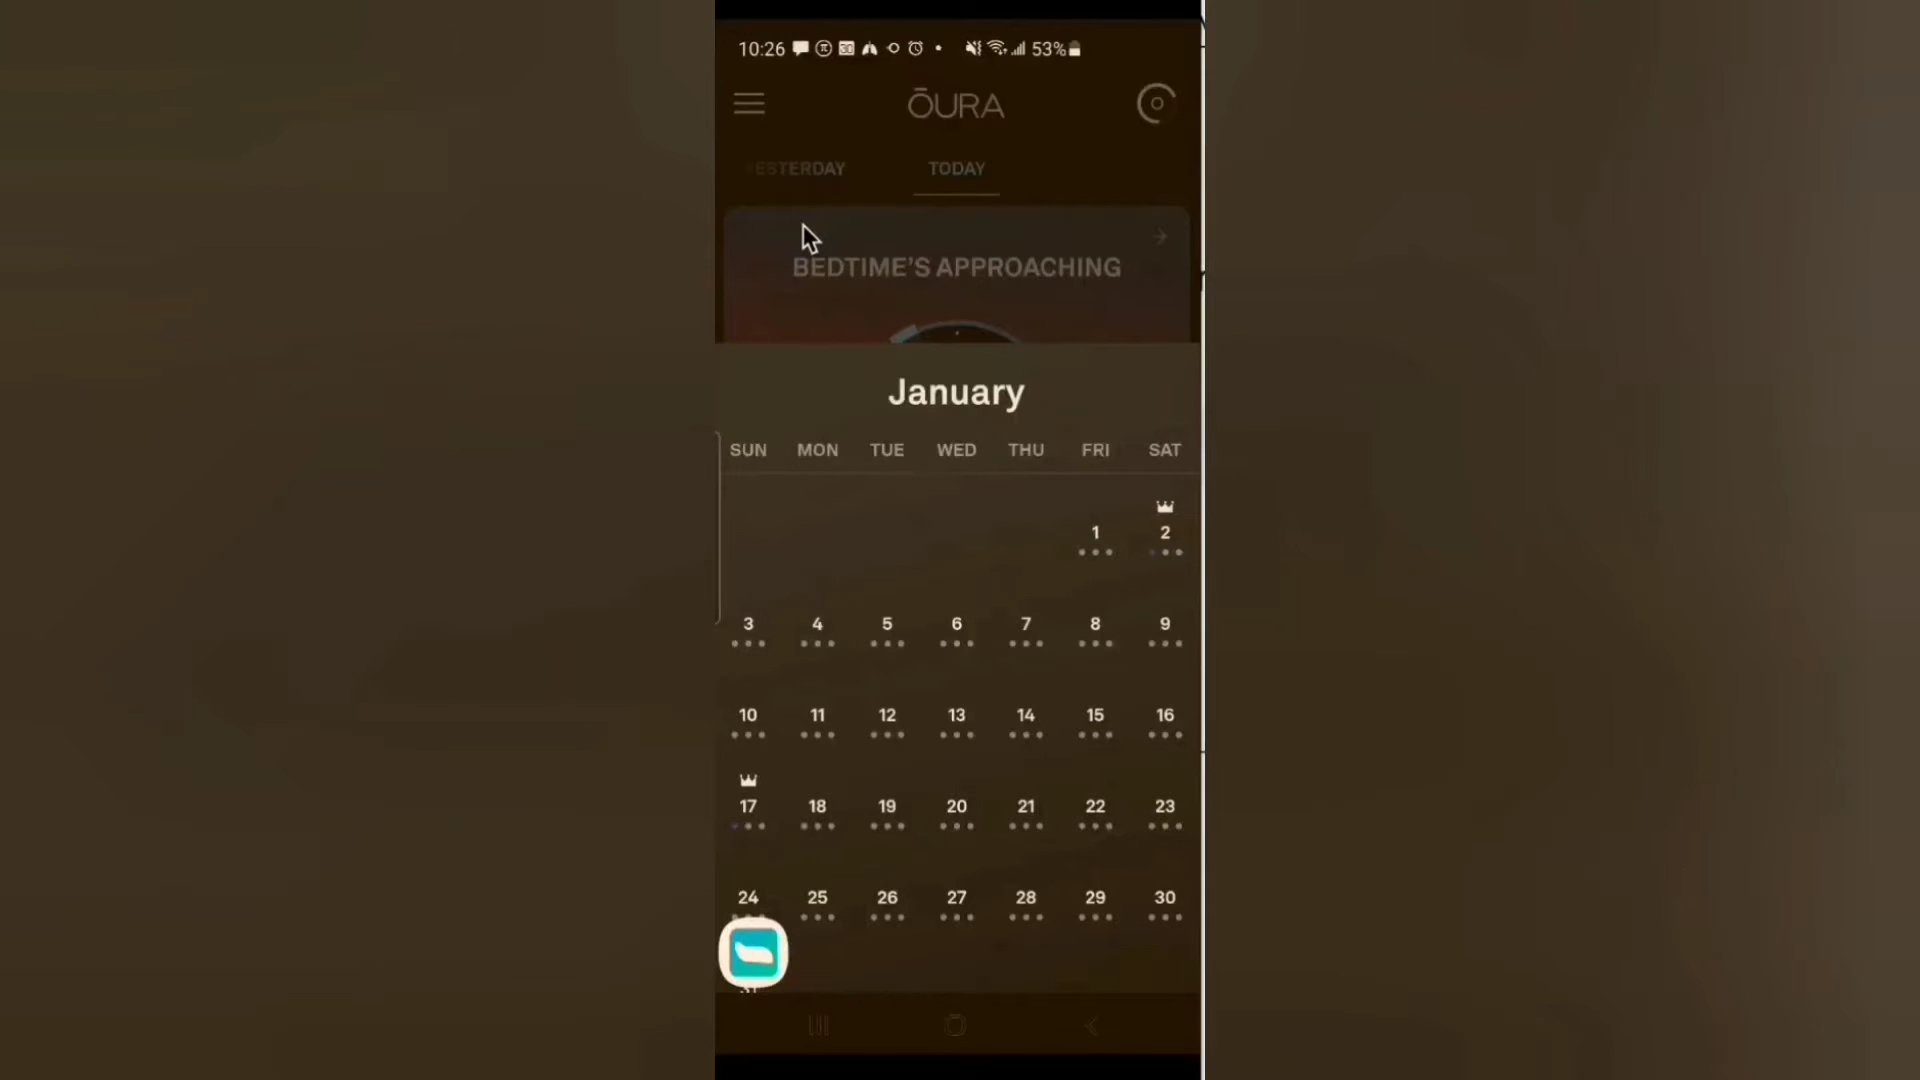 10:26 53%
ŌURA
ESTERDAY TODAY
BEDTIME'S APPROACHING
January
SUN MON TUE WED THU FRI SAT
1 2
3 4 5 6 7 8 9
10 11 12 13 14 15 16
17 18 19 20 21 22 23
24 25 26 27 28 29 30